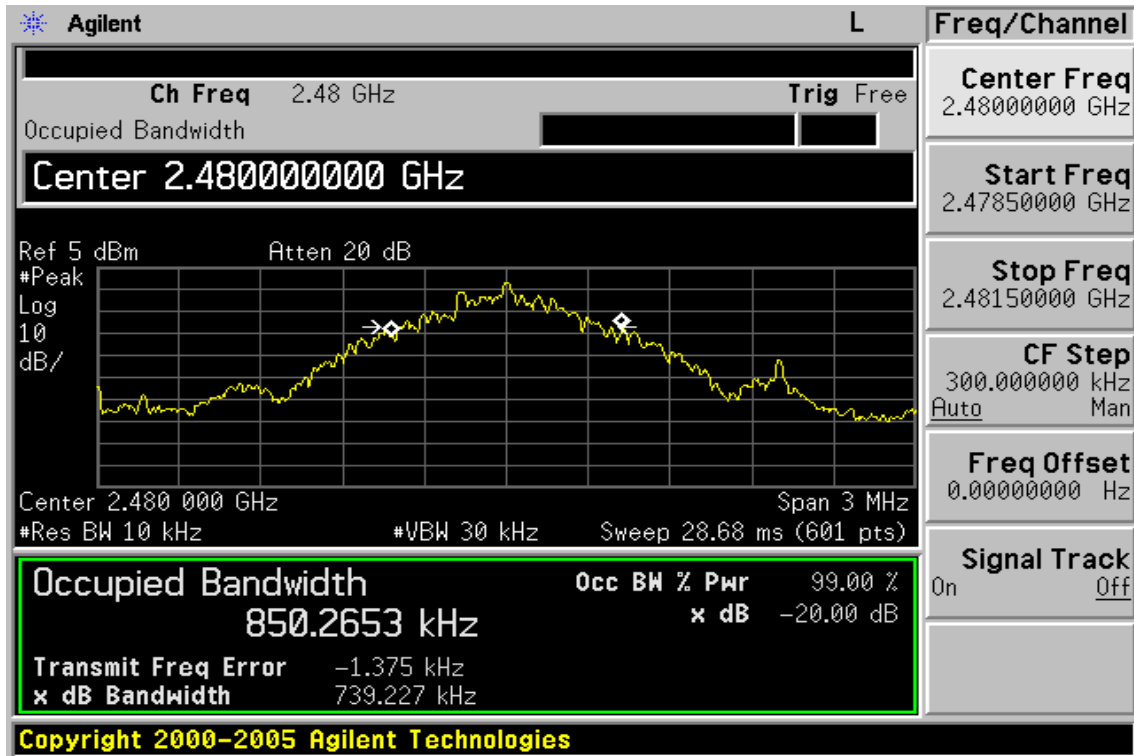 Agilent L
Ch Freq 2.48 GHz Trig Free
Occupied Bandwidth
Center 2.480000000 GHz
Ref 5 dBm Atten 20 dB
#Peak
Log
10
dB/
Center 2.480 000 GHz Span 3 MHz
#Res BW 10 kHz #VBW 30 kHz Sweep 28.68 ms (601 pts)
Occupied Bandwidth
850.2653 kHz
Occ BW % Pwr 99.00 %
x dB -20.00 dB
Transmit Freq Error -1.375 kHz
x dB Bandwidth 739.227 kHz
Copyright 2000-2005 Agilent Technologies
Freq/Channel
Center Freq
2.48000000 GHz
Start Freq
2.47850000 GHz
Stop Freq
2.48150000 GHz
CF Step
300.000000 kHz
Auto Man
Freq Offset
0.00000000 Hz
Signal Track
On Off